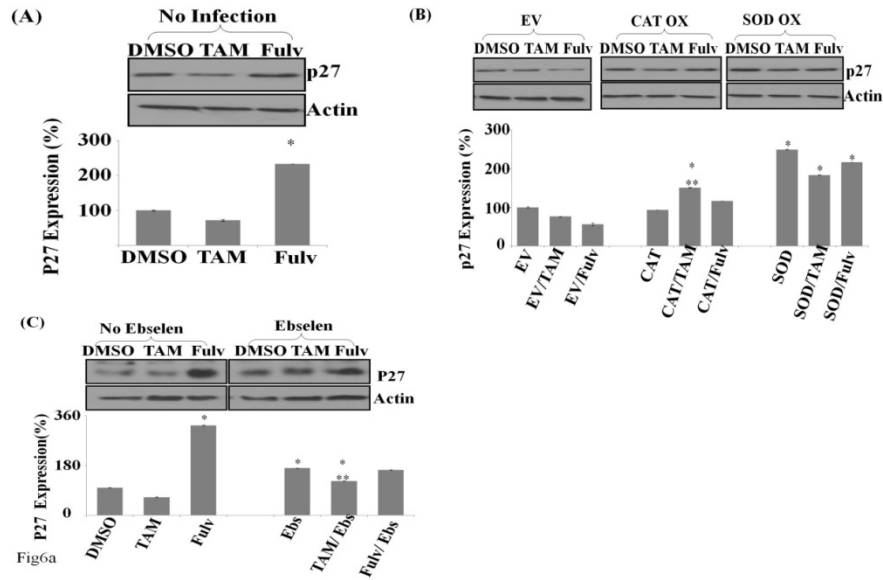 (A)
No Infection
DMSO TAM Fulv
p27
Actin
P27 Expression (%)
300
200
100
*
DMSO TAM Fulv
(B)
EV CAT OX SOD OX
DMSO TAM Fulv DMSO TAM Fulv DMSO TAM Fulv
p27
Actin
p27 Expression (%)
300
200
100
0
*
**
*
*
*
EV
EV/TAM
EV/Fulv
CAT
CAT/TAM
CAT/Fulv
SOD
SOD/TAM
SOD/Fulv
(C)
No Ebselen Ebselen
DMSO TAM Fulv DMSO TAM Fulv
P27
Actin
P27 Expression(%)
360
180
0
*
*
*
**
DMSO
TAM
Fulv
Ebs
TAM/ Ebs
Fulv/ Ebs
Fig6a